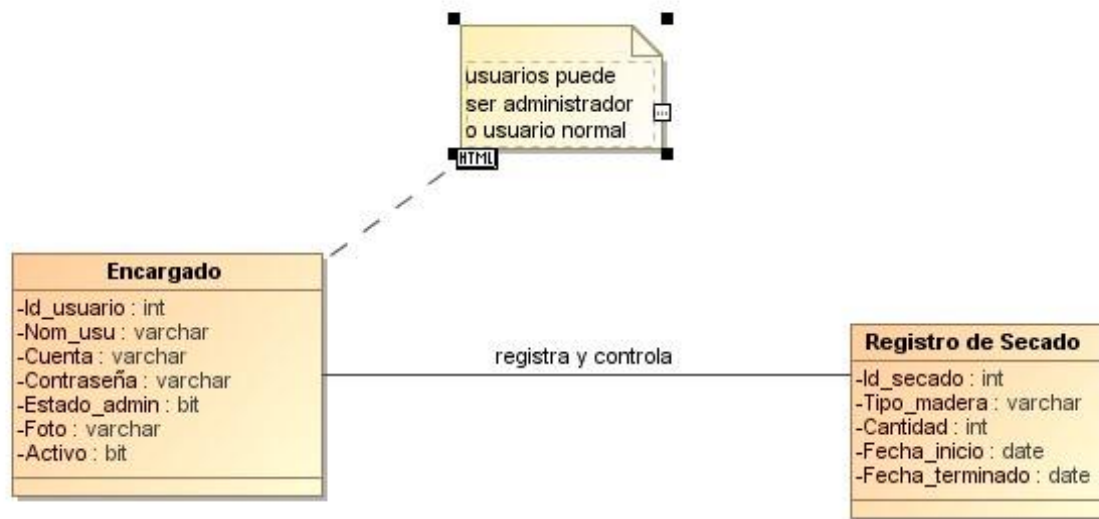 usuarios puede
ser administrador
o usuario normal
HTML
Encargado
-Id_usuario : int
-Nom_usu : varchar
-Cuenta : varchar
-Contraseña : varchar
-Estado_admin : bit
-Foto : varchar
-Activo : bit
registra y controla
Registro de Secado
-Id_secado : int
-Tipo_madera : varchar
-Cantidad : int
-Fecha_inicio : date
-Fecha_terminado : date